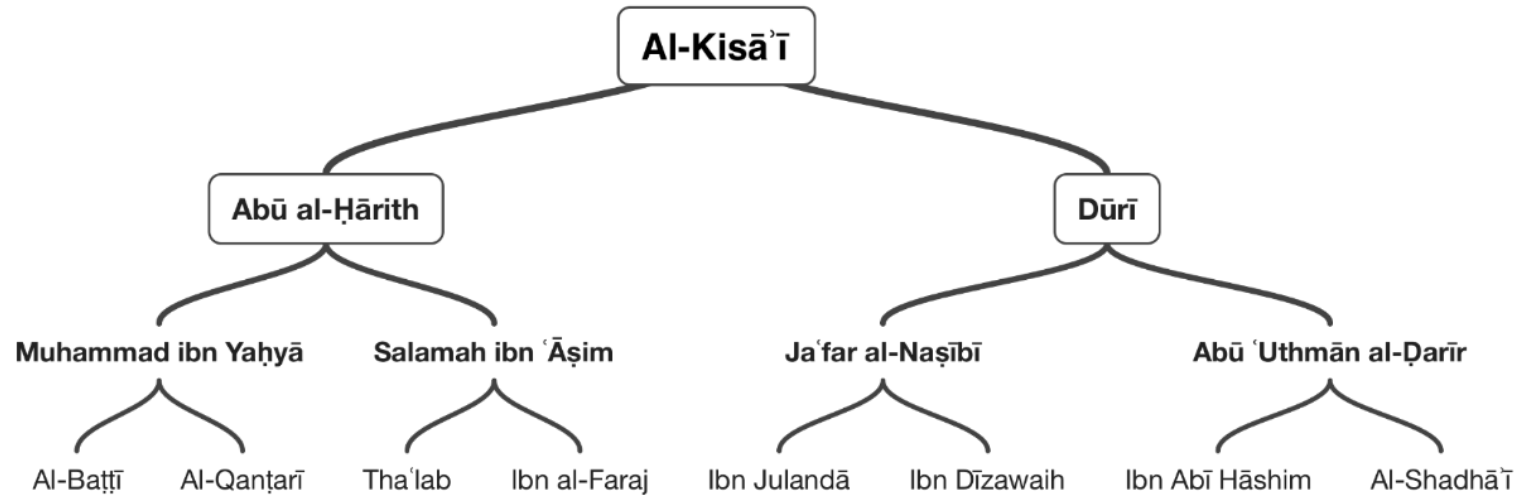 Al-Kisāʾī
Abū al-Ḥārith
Dūrī
Muhammad ibn Yaḥyā
Salamah ibn ʿĀṣim
Jaʿfar al-Naṣībī
Abū ʿUthmān al-Ḍarīr
Al-Baṭṭī
Al-Qanṭarī
Thaʿlab
Ibn al-Faraj
Ibn Julandā
Ibn Dīzawaih
Ibn Abī Hāshim
Al-Shadhāʾī